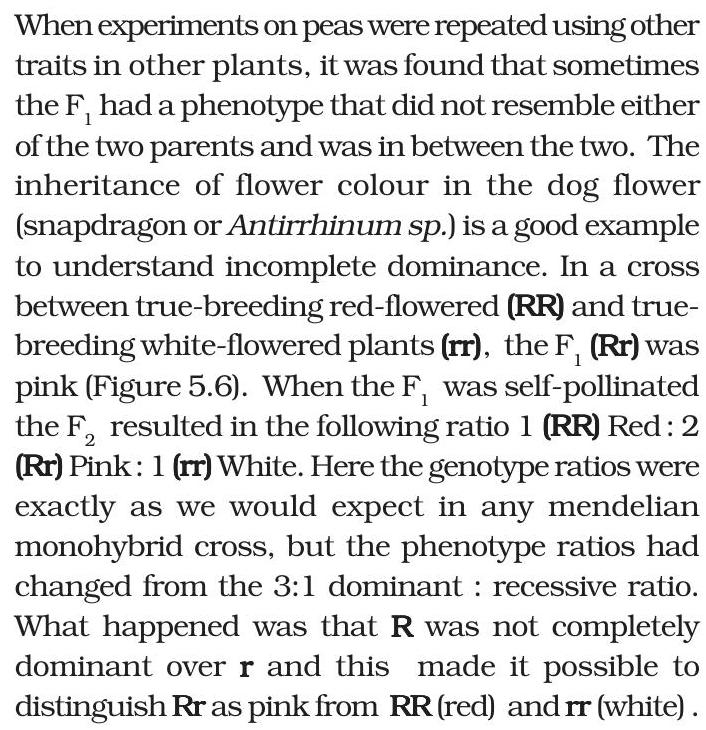 When experiments on peas were repeated using other
traits in other plants, it was found that sometimes
the F₁ had a phenotype that did not resemble either
of the two parents and was in between the two. The
inheritance of flower colour in the dog flower
(snapdragon or Antirrhinum sp.) is a good example
to understand incomplete dominance. In a cross
between true-breeding red-flowered (RR) and true-
breeding white-flowered plants (rr), the F₁ (Rr) was
pink (Figure 5.6). When the F₁ was self-pollinated
the F₂ resulted in the following ratio 1 (RR) Red : 2
(Rr) Pink : 1 (rr) White. Here the genotype ratios were
exactly as we would expect in any mendelian
monohybrid cross, but the phenotype ratios had
changed from the 3:1 dominant : recessive ratio.
What happened was that R was not completely
dominant over r and this made it possible to
distinguish Rr as pink from RR (red) and rr (white) .